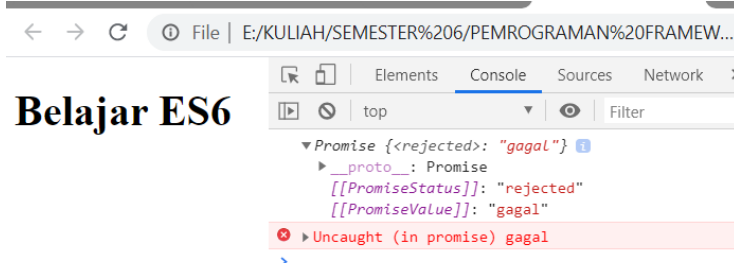 File | E:/KULIAH/SEMESTER%206/PEMROGRAMAN%20FRAMEW...
Belajar ES6
Elements Console Sources Network
top Filter
Promise {<rejected>: "gagal"}
__proto__: Promise
[[PromiseStatus]]: "rejected"
[[PromiseValue]]: "gagal"
Uncaught (in promise) gagal